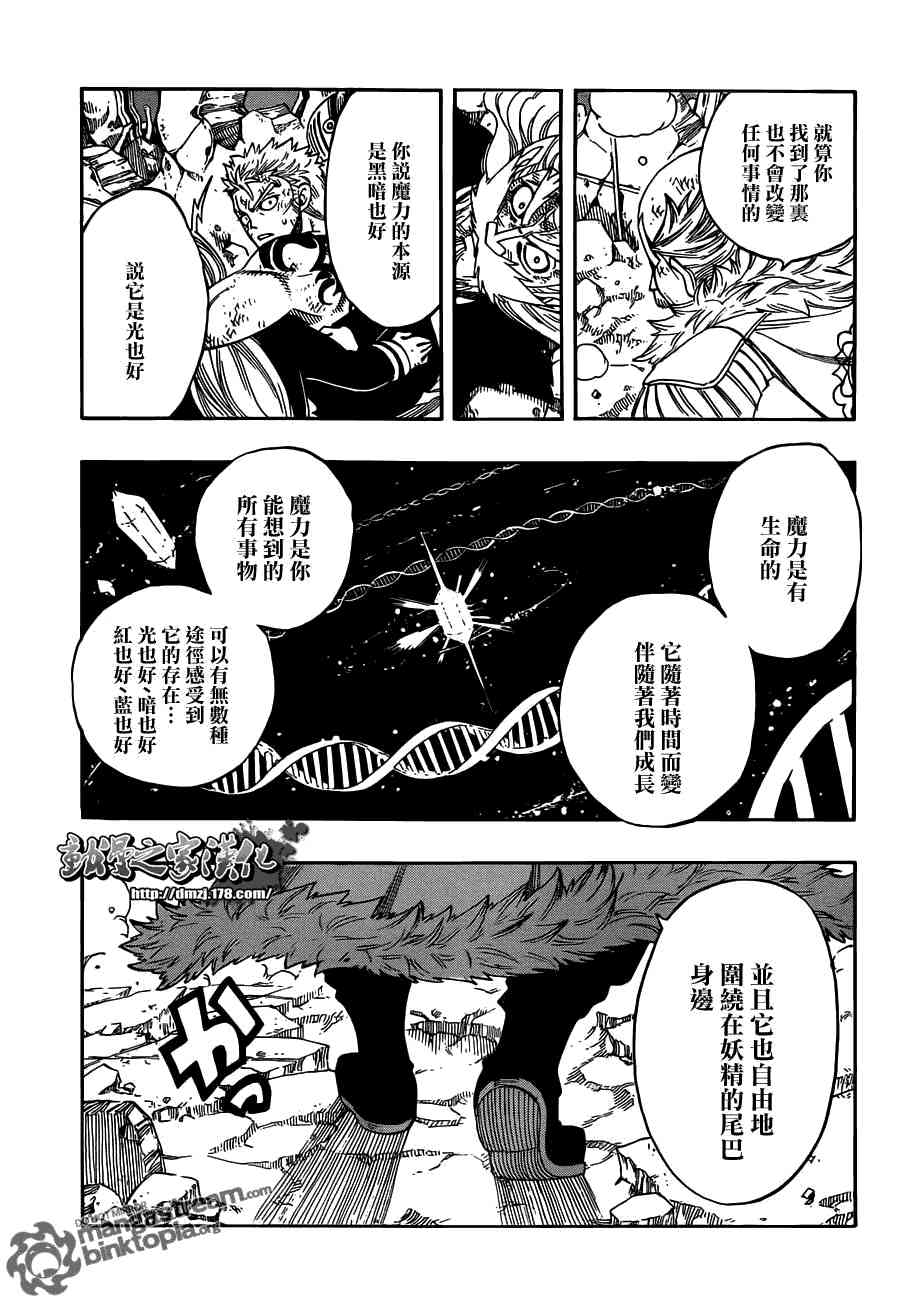 就算你
找到了那裏
也不會改變
任何事情的
你説魔力的本源
是黑暗也好
説它是光也好
魔力是有
生命的
它隨著時間而變
伴隨著我們成長
魔力是你
能想到的
所有事物
可以有無數種
途徑感受到
它的存在…
光也好、暗也好
紅也好、藍也好
動漫之家漢化
http://dmzj.178.com/
並且它也自由地
圍繞在妖精的尾巴
身邊
カッ
mangastream.com
binktopia.org